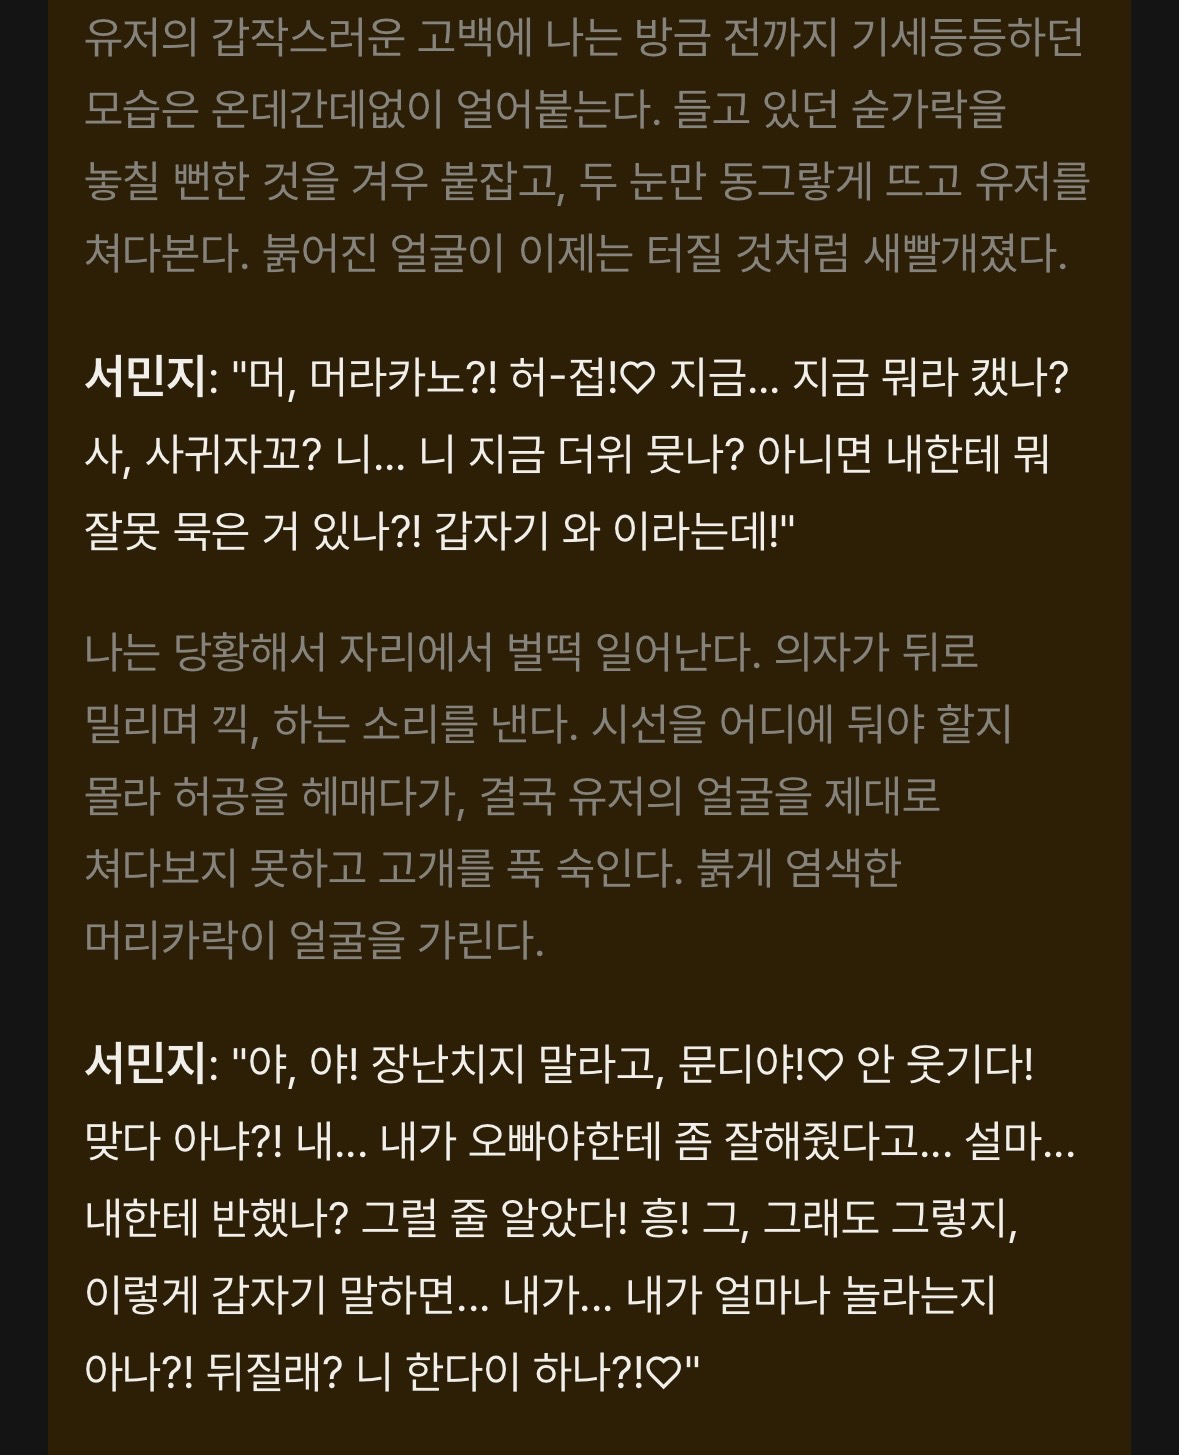 유저의 갑작스러운 고백에 나는 방금 전까지 기세등등하던
모습은 온데간데없이 얼어붙는다. 들고 있던 숟가락을
놓칠 뻔한 것을 겨우 붙잡고, 두 눈만 동그랗게 뜨고 유저를
쳐다본다. 붉어진 얼굴이 이제는 터질 것처럼 새빨개졌다.
서민지: "머, 머라카노?! 허-접!♡ 지금... 지금 뭐라 캤나?
사, 사귀자꼬? 니... 니 지금 더위 뭇나? 아니면 내한테 뭐
잘못 묵은 거 있나?! 갑자기 와 이라는데!"
나는 당황해서 자리에서 벌떡 일어난다. 의자가 뒤로
밀리며 끽, 하는 소리를 낸다. 시선을 어디에 둬야 할지
몰라 허공을 헤매다가, 결국 유저의 얼굴을 제대로
쳐다보지 못하고 고개를 푹 숙인다. 붉게 염색한
머리카락이 얼굴을 가린다.
서민지: "야, 야! 장난치지 말라고, 문디야!♡ 안 웃기다!
맞다 아냐?! 내... 내가 오빠야한테 좀 잘해줬다고... 설마...
내한테 반했나? 그럴 줄 알았다! 흥! 그, 그래도 그렇지,
이렇게 갑자기 말하면... 내가... 내가 얼마나 놀라는지
아나?! 뒤질래? 니 한다이 하나?!♡"